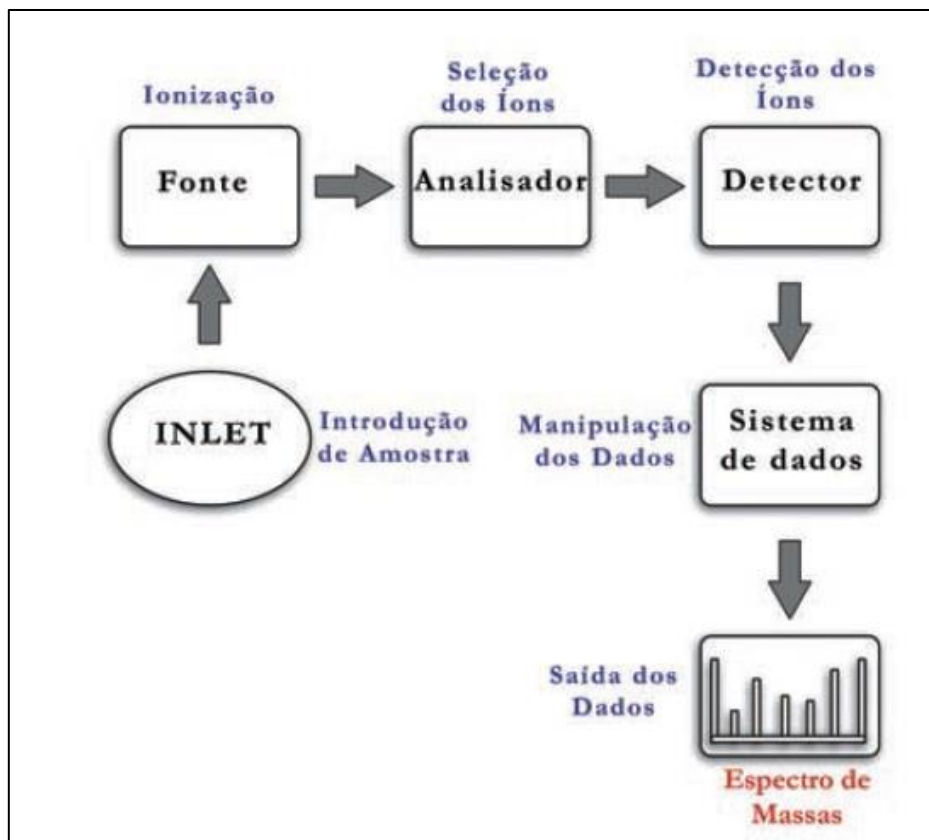 Ionização
Fonte
Seleção
dos Íons
Analisador
Detecção dos
Íons
Detector
INLET
Introdução
de Amostra
Manipulação
dos Dados
Sistema
de dados
Saída dos
Dados
Espectro de
Massas